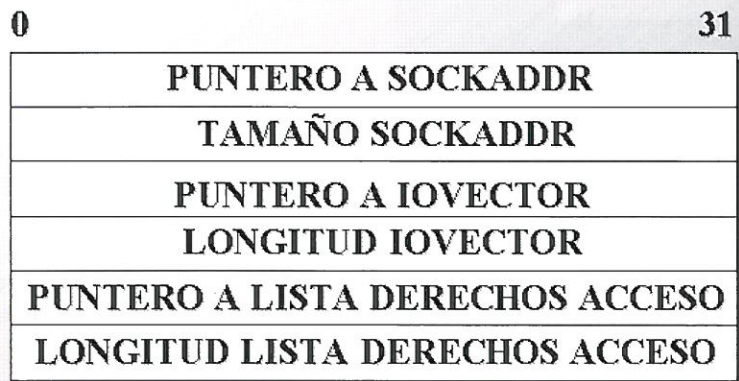 0 31
PUNTERO A SOCKADDR
TAMAÑO SOCKADDR
PUNTERO A IOVECTOR
LONGITUD IOVECTOR
PUNTERO A LISTA DERECHOS ACCESO
LONGITUD LISTA DERECHOS ACCESO